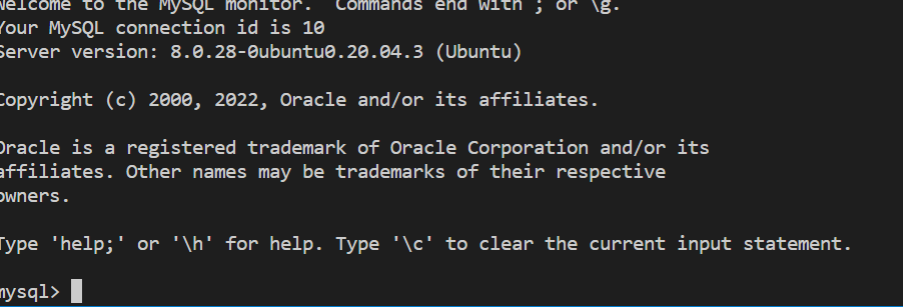 Welcome to the MySQL monitor.  Commands end with ; or \g.
Your MySQL connection id is 10
Server version: 8.0.28-0ubuntu0.20.04.3 (Ubuntu)
Copyright (c) 2000, 2022, Oracle and/or its affiliates.
Oracle is a registered trademark of Oracle Corporation and/or its
affiliates. Other names may be trademarks of their respective
owners.
Type 'help;' or '\h' for help. Type '\c' to clear the current input statement.
mysql>